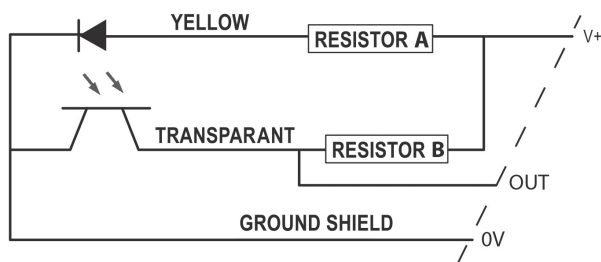 YELLOW
RESISTOR A
V+
TRANSPARANT
RESISTOR B
OUT
GROUND SHIELD
0V